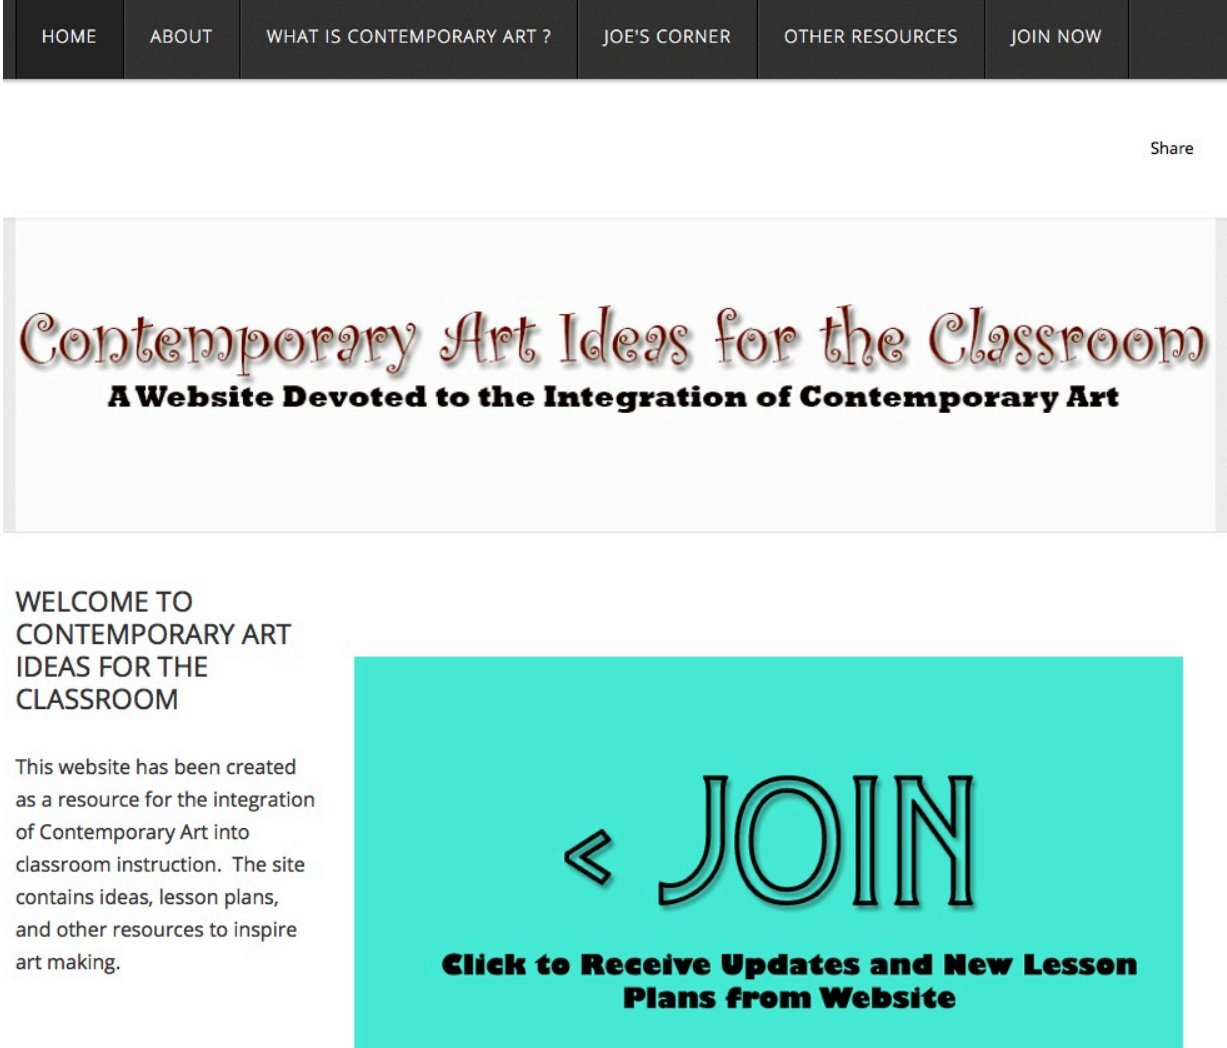 HOME ABOUT WHAT IS CONTEMPORARY ART ? JOE'S CORNER OTHER RESOURCES JOIN NOW
Share
Contemporary Art Ideas for the Classroom
A Website Devoted to the Integration of Contemporary Art
WELCOME TO
CONTEMPORARY ART
IDEAS FOR THE
CLASSROOM
This website has been created
as a resource for the integration
of Contemporary Art into
classroom instruction.  The site
contains ideas, lesson plans,
and other resources to inspire
art making.
< JOIN
Click to Receive Updates and New Lesson
Plans from Website